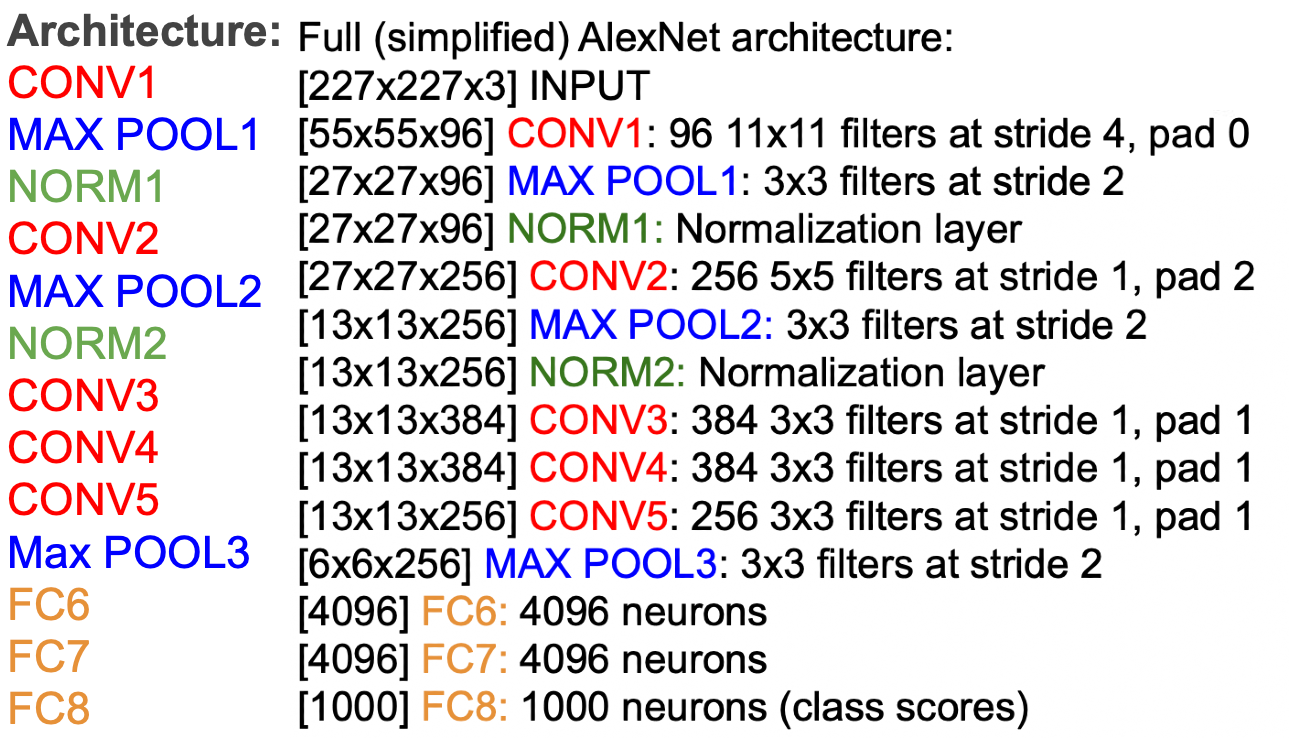 Architecture:
CONV1
MAX POOL1
NORM1
CONV2
MAX POOL2
NORM2
CONV3
CONV4
CONV5
Max POOL3
FC6
FC7
FC8
Full (simplified) AlexNet architecture:
[227x227x3] INPUT
[55x55x96] CONV1: 96 11x11 filters at stride 4, pad 0
[27x27x96] MAX POOL1: 3x3 filters at stride 2
[27x27x96] NORM1: Normalization layer
[27x27x256] CONV2: 256 5x5 filters at stride 1, pad 2
[13x13x256] MAX POOL2: 3x3 filters at stride 2
[13x13x256] NORM2: Normalization layer
[13x13x384] CONV3: 384 3x3 filters at stride 1, pad 1
[13x13x384] CONV4: 384 3x3 filters at stride 1, pad 1
[13x13x256] CONV5: 256 3x3 filters at stride 1, pad 1
[6x6x256] MAX POOL3: 3x3 filters at stride 2
[4096] FC6: 4096 neurons
[4096] FC7: 4096 neurons
[1000] FC8: 1000 neurons (class scores)